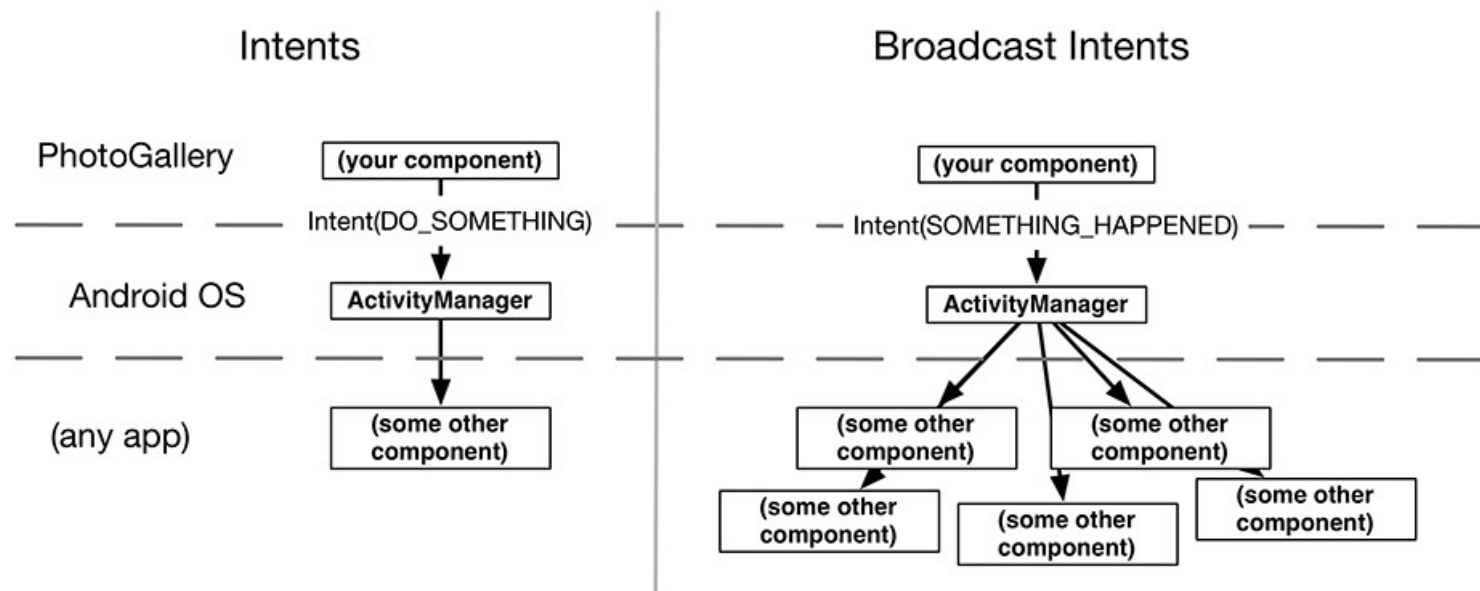 Intents
Broadcast Intents
PhotoGallery
(your component)
(your component)
Intent(DO_SOMETHING)
Intent(SOMETHING_HAPPENED)
Android OS
ActivityManager
ActivityManager
(any app)
(some other
component)
(some other
component)
(some other
component)
(some other
component)
(some other
component)
(some other
component)